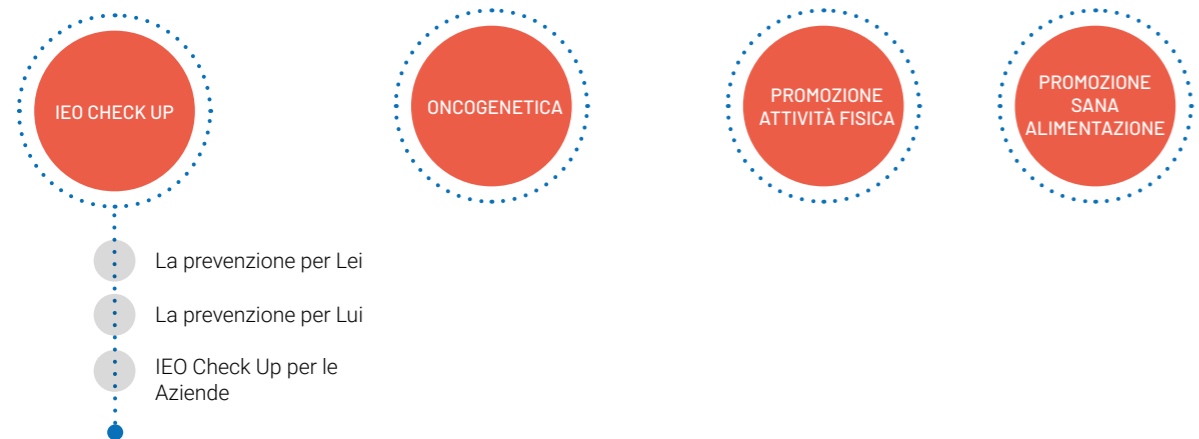 IEO CHECK UP
ONCOGENETICA
PROMOZIONE
ATTIVITÀ FISICA
PROMOZIONE
SANA
ALIMENTAZIONE
La prevenzione per Lei
La prevenzione per Lui
IEO Check Up per le
Aziende